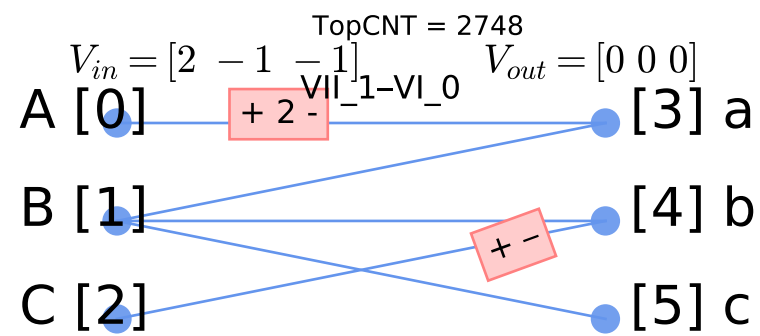 TopCNT = 2748
V_in = [2 −1 −1] V_out = [0 0 0]
VII_1–VI_0
A [0] + 2 - [3] a
B [1] [4] b
+ −
C [2] [5] c